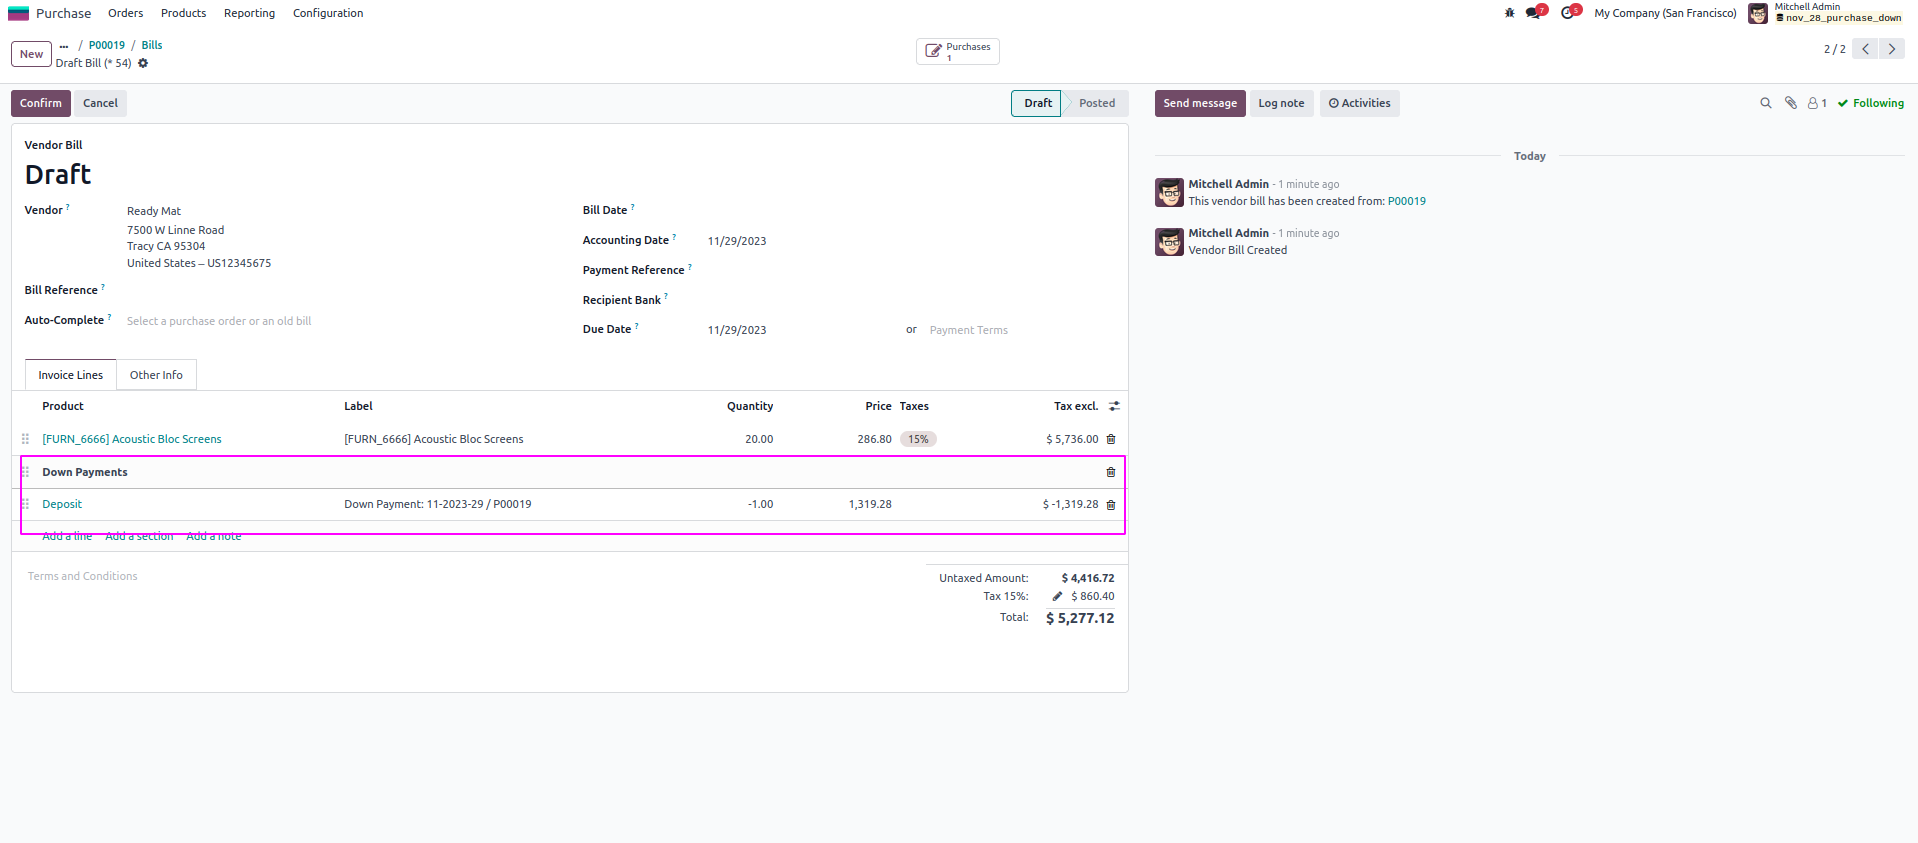 Purchase Orders Products Reporting Configuration
7 5 My Company (San Francisco) Mitchell Admin
nov_28_purchase_down
New ... / P00019 / Bills
Draft Bill (* 54)
Purchases
1
2 / 2
Confirm Cancel Draft Posted
Send message Log note Activities 1 Following
Vendor Bill
Draft
Vendor ? Ready Mat
7500 W Linne Road
Tracy CA 95304
United States – US12345675
Bill Reference ?
Auto-Complete ? Select a purchase order or an old bill
Bill Date ?
Accounting Date ? 11/29/2023
Payment Reference ?
Recipient Bank ?
Due Date ? 11/29/2023 or Payment Terms
Invoice Lines Other Info
Product Label Quantity Price Taxes Tax excl.
[FURN_6666] Acoustic Bloc Screens [FURN_6666] Acoustic Bloc Screens 20.00 286.80 15% $ 5,736.00
Down Payments
Deposit Down Payment: 11-2023-29 / P00019 -1.00 1,319.28 $ -1,319.28
Add a line Add a section Add a note
Terms and Conditions
Untaxed Amount: $ 4,416.72
Tax 15%: $ 860.40
Total: $ 5,277.12
Today
Mitchell Admin - 1 minute ago
This vendor bill has been created from: P00019
Mitchell Admin - 1 minute ago
Vendor Bill Created